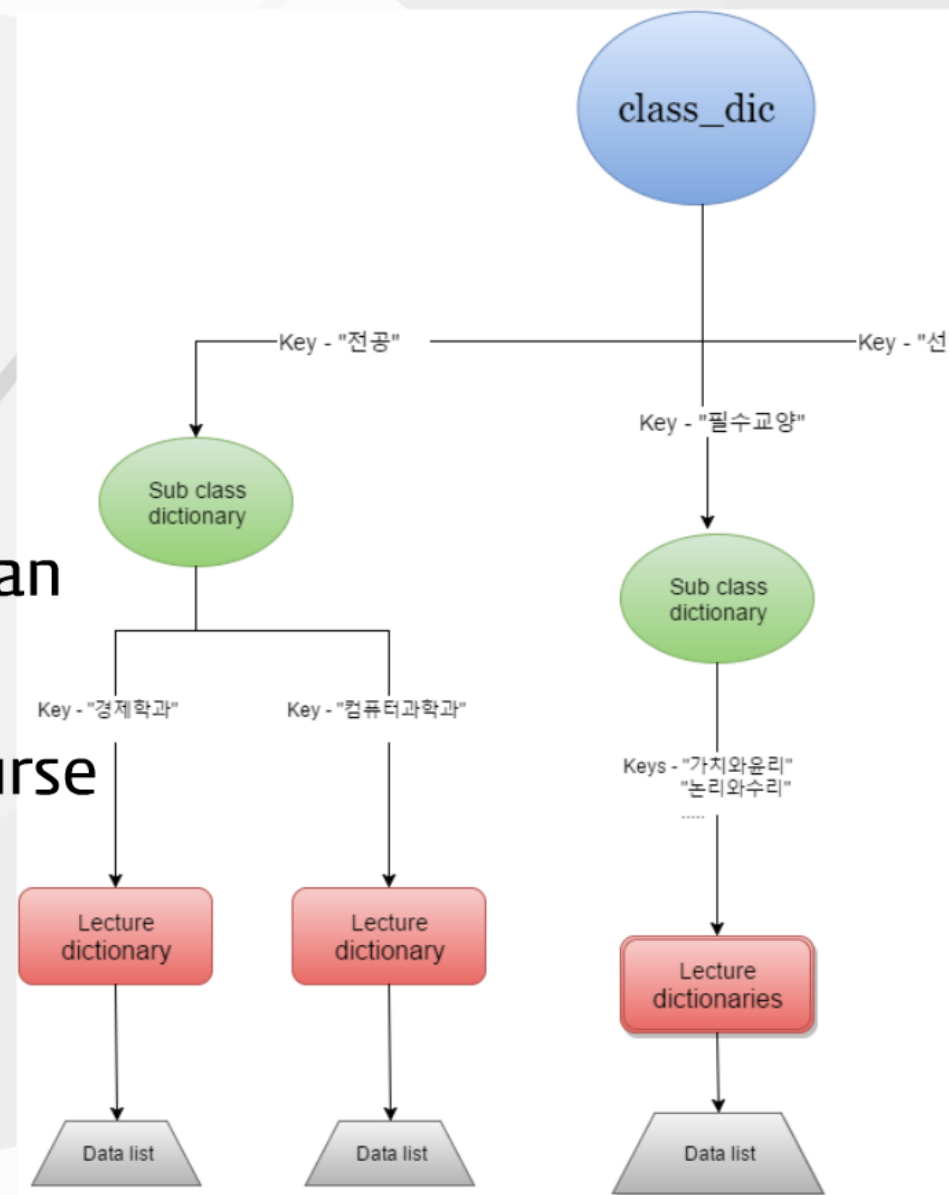 class_dic
Key - "전공"
Key - "선
Key - "필수교양"
Sub class
dictionary
an
Sub class
dictionary
Key - "경제학과"
Key - "컴퓨터과학과"
urse
Keys - "가치와윤리"
"논리와수리"
.....
Lecture
dictionary
Lecture
dictionary
Lecture
dictionaries
Data list
Data list
Data list